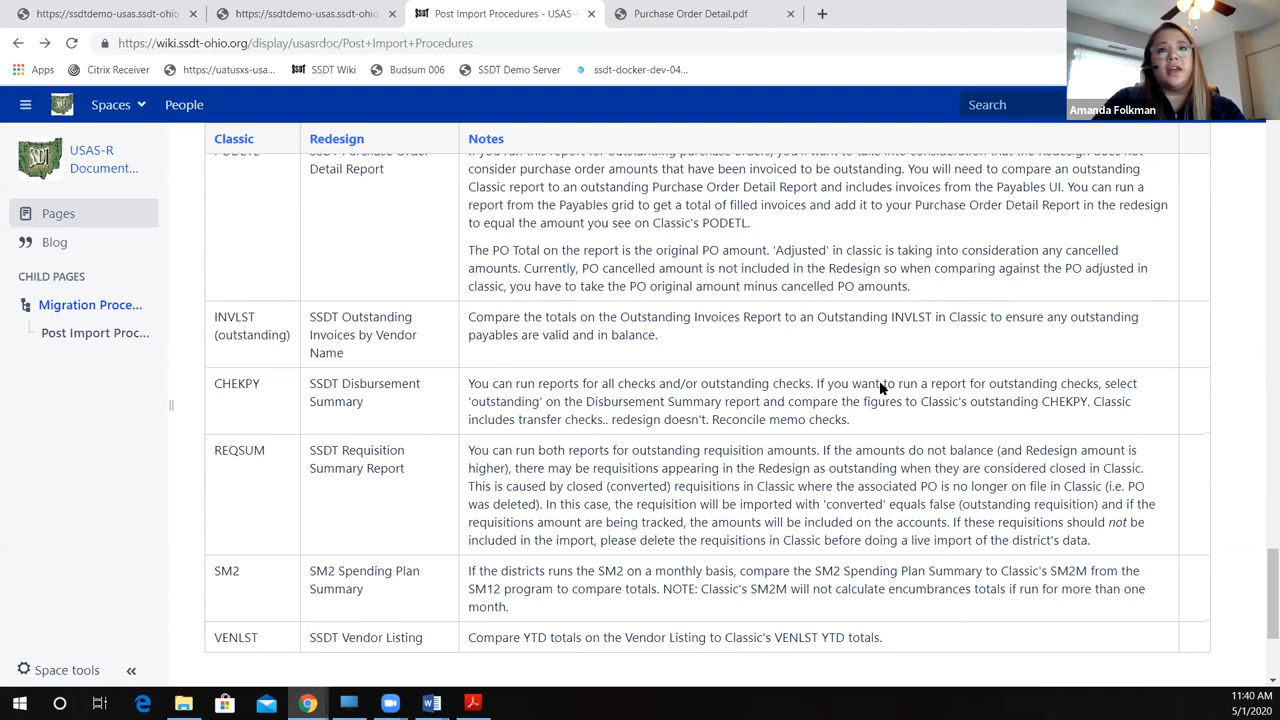 https://ssdtdemo-usas.ssdt-ohio
https://ssdtdemo-usas.ssdt-ohi
Post Import Procedures - USAS-R
Purchase Order Detail.pdf
https://wiki.ssdt-ohio.org/display/usasrdoc/Post+Import+Procedures
Apps
Citrix Receiver
https://uatusxs-usa...
SSDT Wiki
Budsum 006
SSDT Demo Server
ssdt-docker-dev-04...
Amanda Folkman
Spaces
People
Search
USAS-R
Document...
Pages
Blog
CHILD PAGES
Migration Proce...
Post Import Proc...
Space tools
Classic Redesign Notes
PODETL SSDT Purchase Order
Detail Report
If you run this report for outstanding purchase orders, you'll want to take into consideration that the Redesign does not
consider purchase order amounts that have been invoiced to be outstanding. You will need to compare an outstanding
Classic report to an outstanding Purchase Order Detail Report and includes invoices from the Payables UI. You can run a
report from the Payables grid to get a total of filled invoices and add it to your Purchase Order Detail Report in the redesign
to equal the amount you see on Classic's PODETL.
The PO Total on the report is the original PO amount. 'Adjusted' in classic is taking into consideration any cancelled
amounts. Currently, PO cancelled amount is not included in the Redesign so when comparing against the PO adjusted in
classic, you have to take the PO original amount minus cancelled PO amounts.
INVLST
(outstanding)
SSDT Outstanding
Invoices by Vendor
Name
Compare the totals on the Outstanding Invoices Report to an Outstanding INVLST in Classic to ensure any outstanding
payables are valid and in balance.
CHEKPY
SSDT Disbursement
Summary
You can run reports for all checks and/or outstanding checks. If you want to run a report for outstanding checks, select
'outstanding' on the Disbursement Summary report and compare the figures to Classic's outstanding CHEKPY. Classic
includes transfer checks.. redesign doesn't. Reconcile memo checks.
REQSUM
SSDT Requisition
Summary Report
You can run both reports for outstanding requisition amounts. If the amounts do not balance (and Redesign amount is
higher), there may be requisitions appearing in the Redesign as outstanding when they are considered closed in Classic.
This is caused by closed (converted) requisitions in Classic where the associated PO is no longer on file in Classic (i.e. PO
was deleted). In this case, the requisition will be imported with 'converted' equals false (outstanding requisition) and if the
requisitions amount are being tracked, the amounts will be included on the accounts. If these requisitions should not be
included in the import, please delete the requisitions in Classic before doing a live import of the district's data.
SM2
SM2 Spending Plan
Summary
If the districts runs the SM2 on a monthly basis, compare the SM2 Spending Plan Summary to Classic's SM2M from the
SM12 program to compare totals. NOTE: Classic's SM2M will not calculate encumbrances totals if run for more than one
month.
VENLST
SSDT Vendor Listing
Compare YTD totals on the Vendor Listing to Classic's VENLST YTD totals.
11:40 AM
5/1/2020